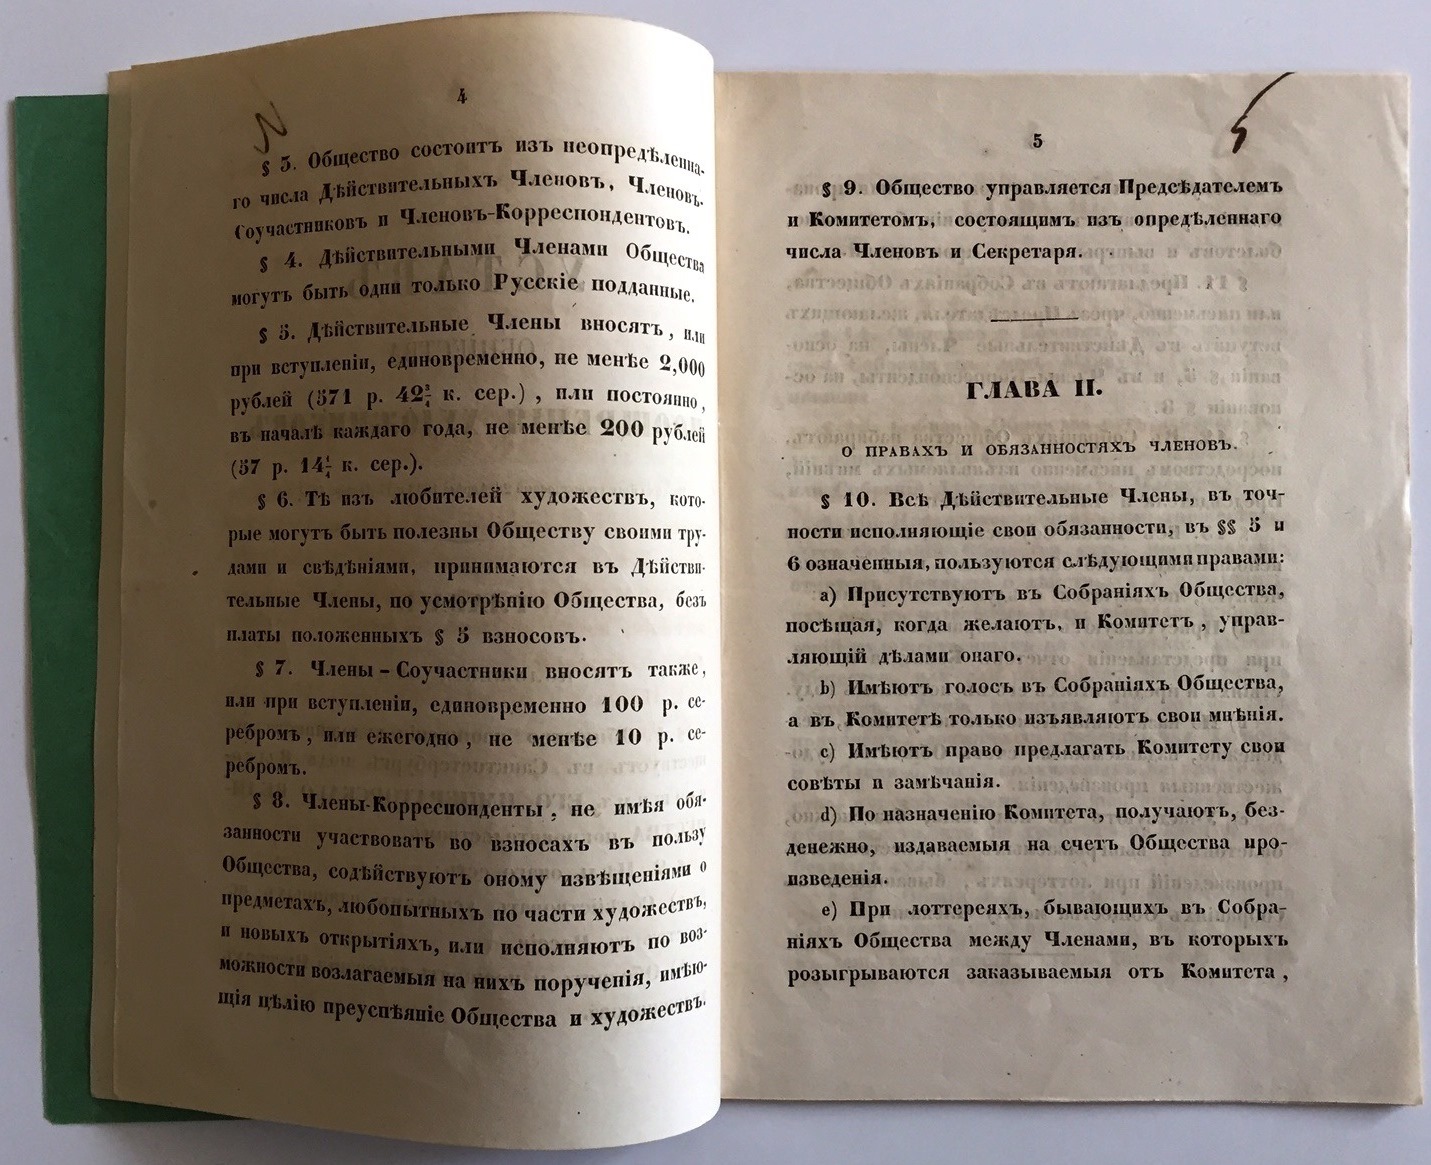 4
§ 3. Общество состоитъ изъ неопредѣленна-
го числа Дѣйствительныхъ Членовъ, Членовъ-
Соучастниковъ и Членовъ-Корреспондентовъ.
§ 4. Дѣйствительными Членами Общества
могутъ быть одни только Русскіе подданные.
§ 5. Дѣйствительные Члены вносятъ, или
при вступленіи, единовременно, не менѣе 2,000
рублей (571 р. 42 2/4 к. сер.), или постоянно,
въ началѣ каждаго года, не менѣе 200 рублей
(57 р. 14 1/4 к. сер.).
§ 6. Тѣ изъ любителей художествъ, кото-
рые могутъ быть полезны Обществу своими тру-
дами и свѣдѣніями, принимаются въ Дѣйстви-
тельные Члены, по усмотрѣнію Общества, безъ
платы положенныхъ § 5 взносовъ.
§ 7. Члены-Соучастники вносятъ также,
или при вступленіи, единовременно 100 р. се-
ребромъ, или ежегодно, не менѣе 10 р. се-
ребромъ.
§ 8. Члены-Корреспонденты, не имѣя обя-
занности участвовать во взносахъ въ пользу
Общества, содѣйствуютъ оному извѣщеніями о
предметахъ, любопытныхъ по части художествъ,
и новыхъ открытіяхъ, или исполняютъ по воз-
можности возлагаемыя на нихъ порученія, имѣю-
щія цѣлію преуспѣяніе Общества и художествъ.
5
§ 9. Общество управляется Предсѣдателемъ
и Комитетомъ, состоящимъ изъ опредѣленнаго
числа Членовъ и Секретаря.
ГЛАВА II.
О ПРАВАХЪ И ОБЯЗАННОСТЯХЪ ЧЛЕНОВЪ.
§ 10. Всѣ Дѣйствительные Члены, въ точ-
ности исполняющіе свои обязанности, въ §§ 5 и
6 означенныя, пользуются слѣдующими правами:
a) Присутствуютъ въ Собраніяхъ Общества,
посѣщая, когда желаютъ, и Комитетъ, управ-
ляющій дѣлами онаго.
b) Имѣютъ голосъ въ Собраніяхъ Общества,
а въ Комитетѣ только изъявляютъ свои мнѣнія.
c) Имѣютъ право предлагать Комитету свои
совѣты и замѣчанія.
d) По назначенію Комитета, получаютъ, без-
денежно, издаваемыя на счетъ Общества про-
изведенія.
e) При лоттереяхъ, бывающихъ въ Собра-
ніяхъ Общества между Членами, въ которыхъ
розыгрываются заказываемыя отъ Комитета,